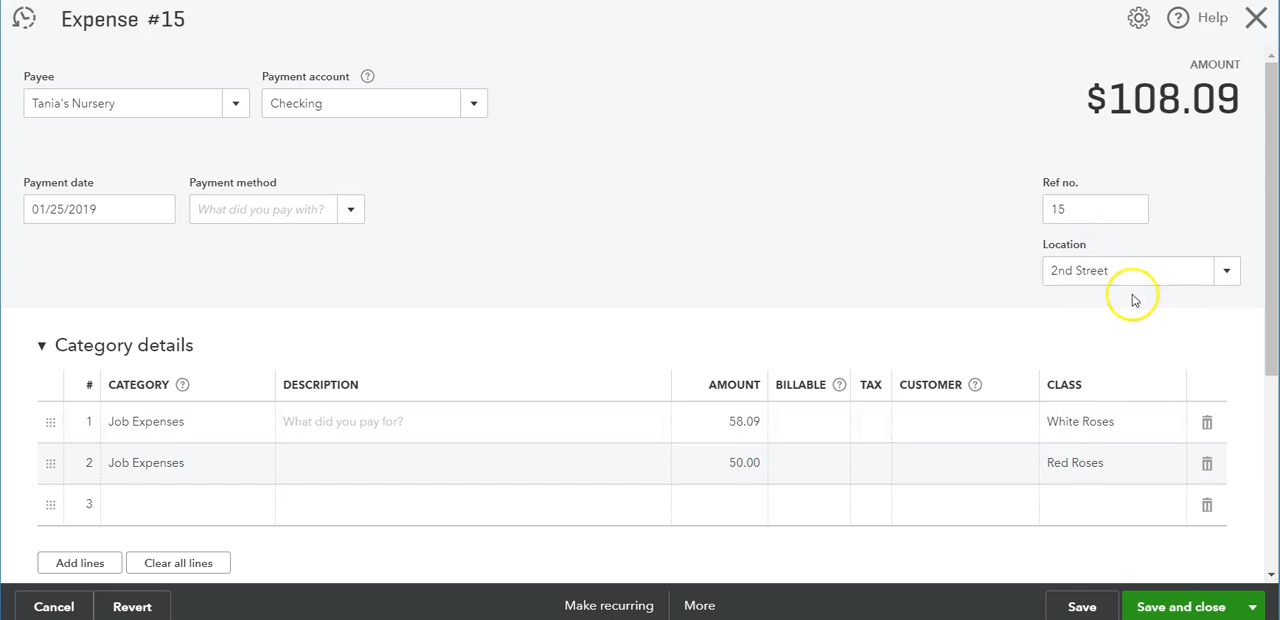 Expense #15
Help
Payee
Payment account
AMOUNT
Tania's Nursery
Checking
$108.09
Payment date
Payment method
Ref no.
01/25/2019
What did you pay with?
15
Location
2nd Street
Category details
# CATEGORY DESCRIPTION AMOUNT BILLABLE TAX CUSTOMER CLASS
1 Job Expenses What did you pay for? 58.09 White Roses
2 Job Expenses 50.00 Red Roses
3
Add lines
Clear all lines
Cancel
Revert
Make recurring
More
Save
Save and close